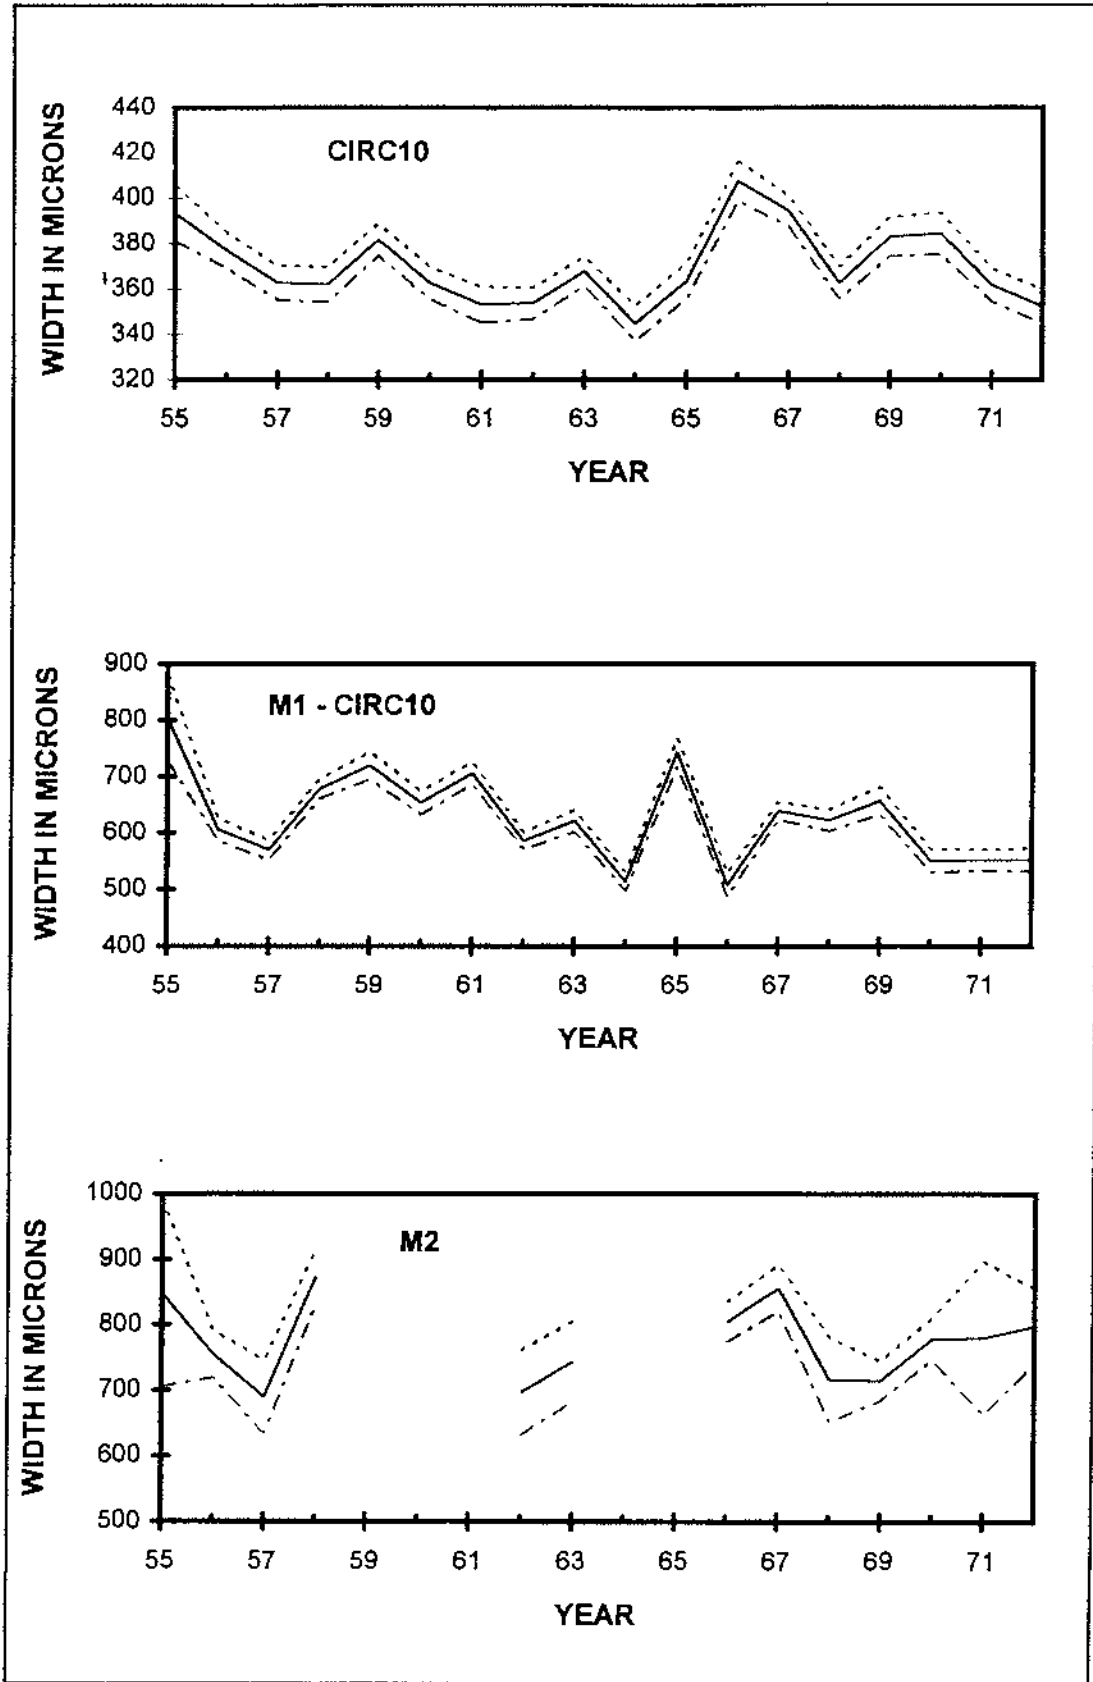 CIRC10
WIDTH IN MICRONS
440
420
400
380
360
340
320
55 57 59 61 63 65 67 69 71
YEAR
M1 - CIRC10
WIDTH IN MICRONS
900
800
700
600
500
400
55 57 59 61 63 65 67 69 71
YEAR
M2
WIDTH IN MICRONS
1000
900
800
700
600
500
55 57 59 61 63 65 67 69 71
YEAR